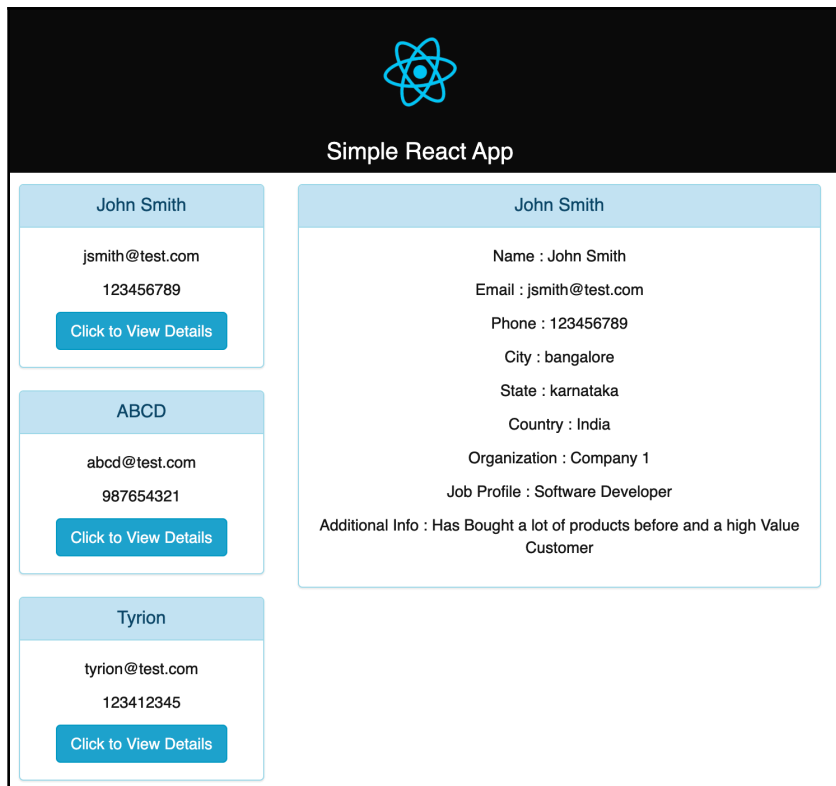 Simple React App
John Smith
jsmith@test.com
123456789
Click to View Details
ABCD
abcd@test.com
987654321
Click to View Details
Tyrion
tyrion@test.com
123412345
Click to View Details
John Smith
Name : John Smith
Email : jsmith@test.com
Phone : 123456789
City : bangalore
State : karnataka
Country : India
Organization : Company 1
Job Profile : Software Developer
Additional Info : Has Bought a lot of products before and a high Value
Customer